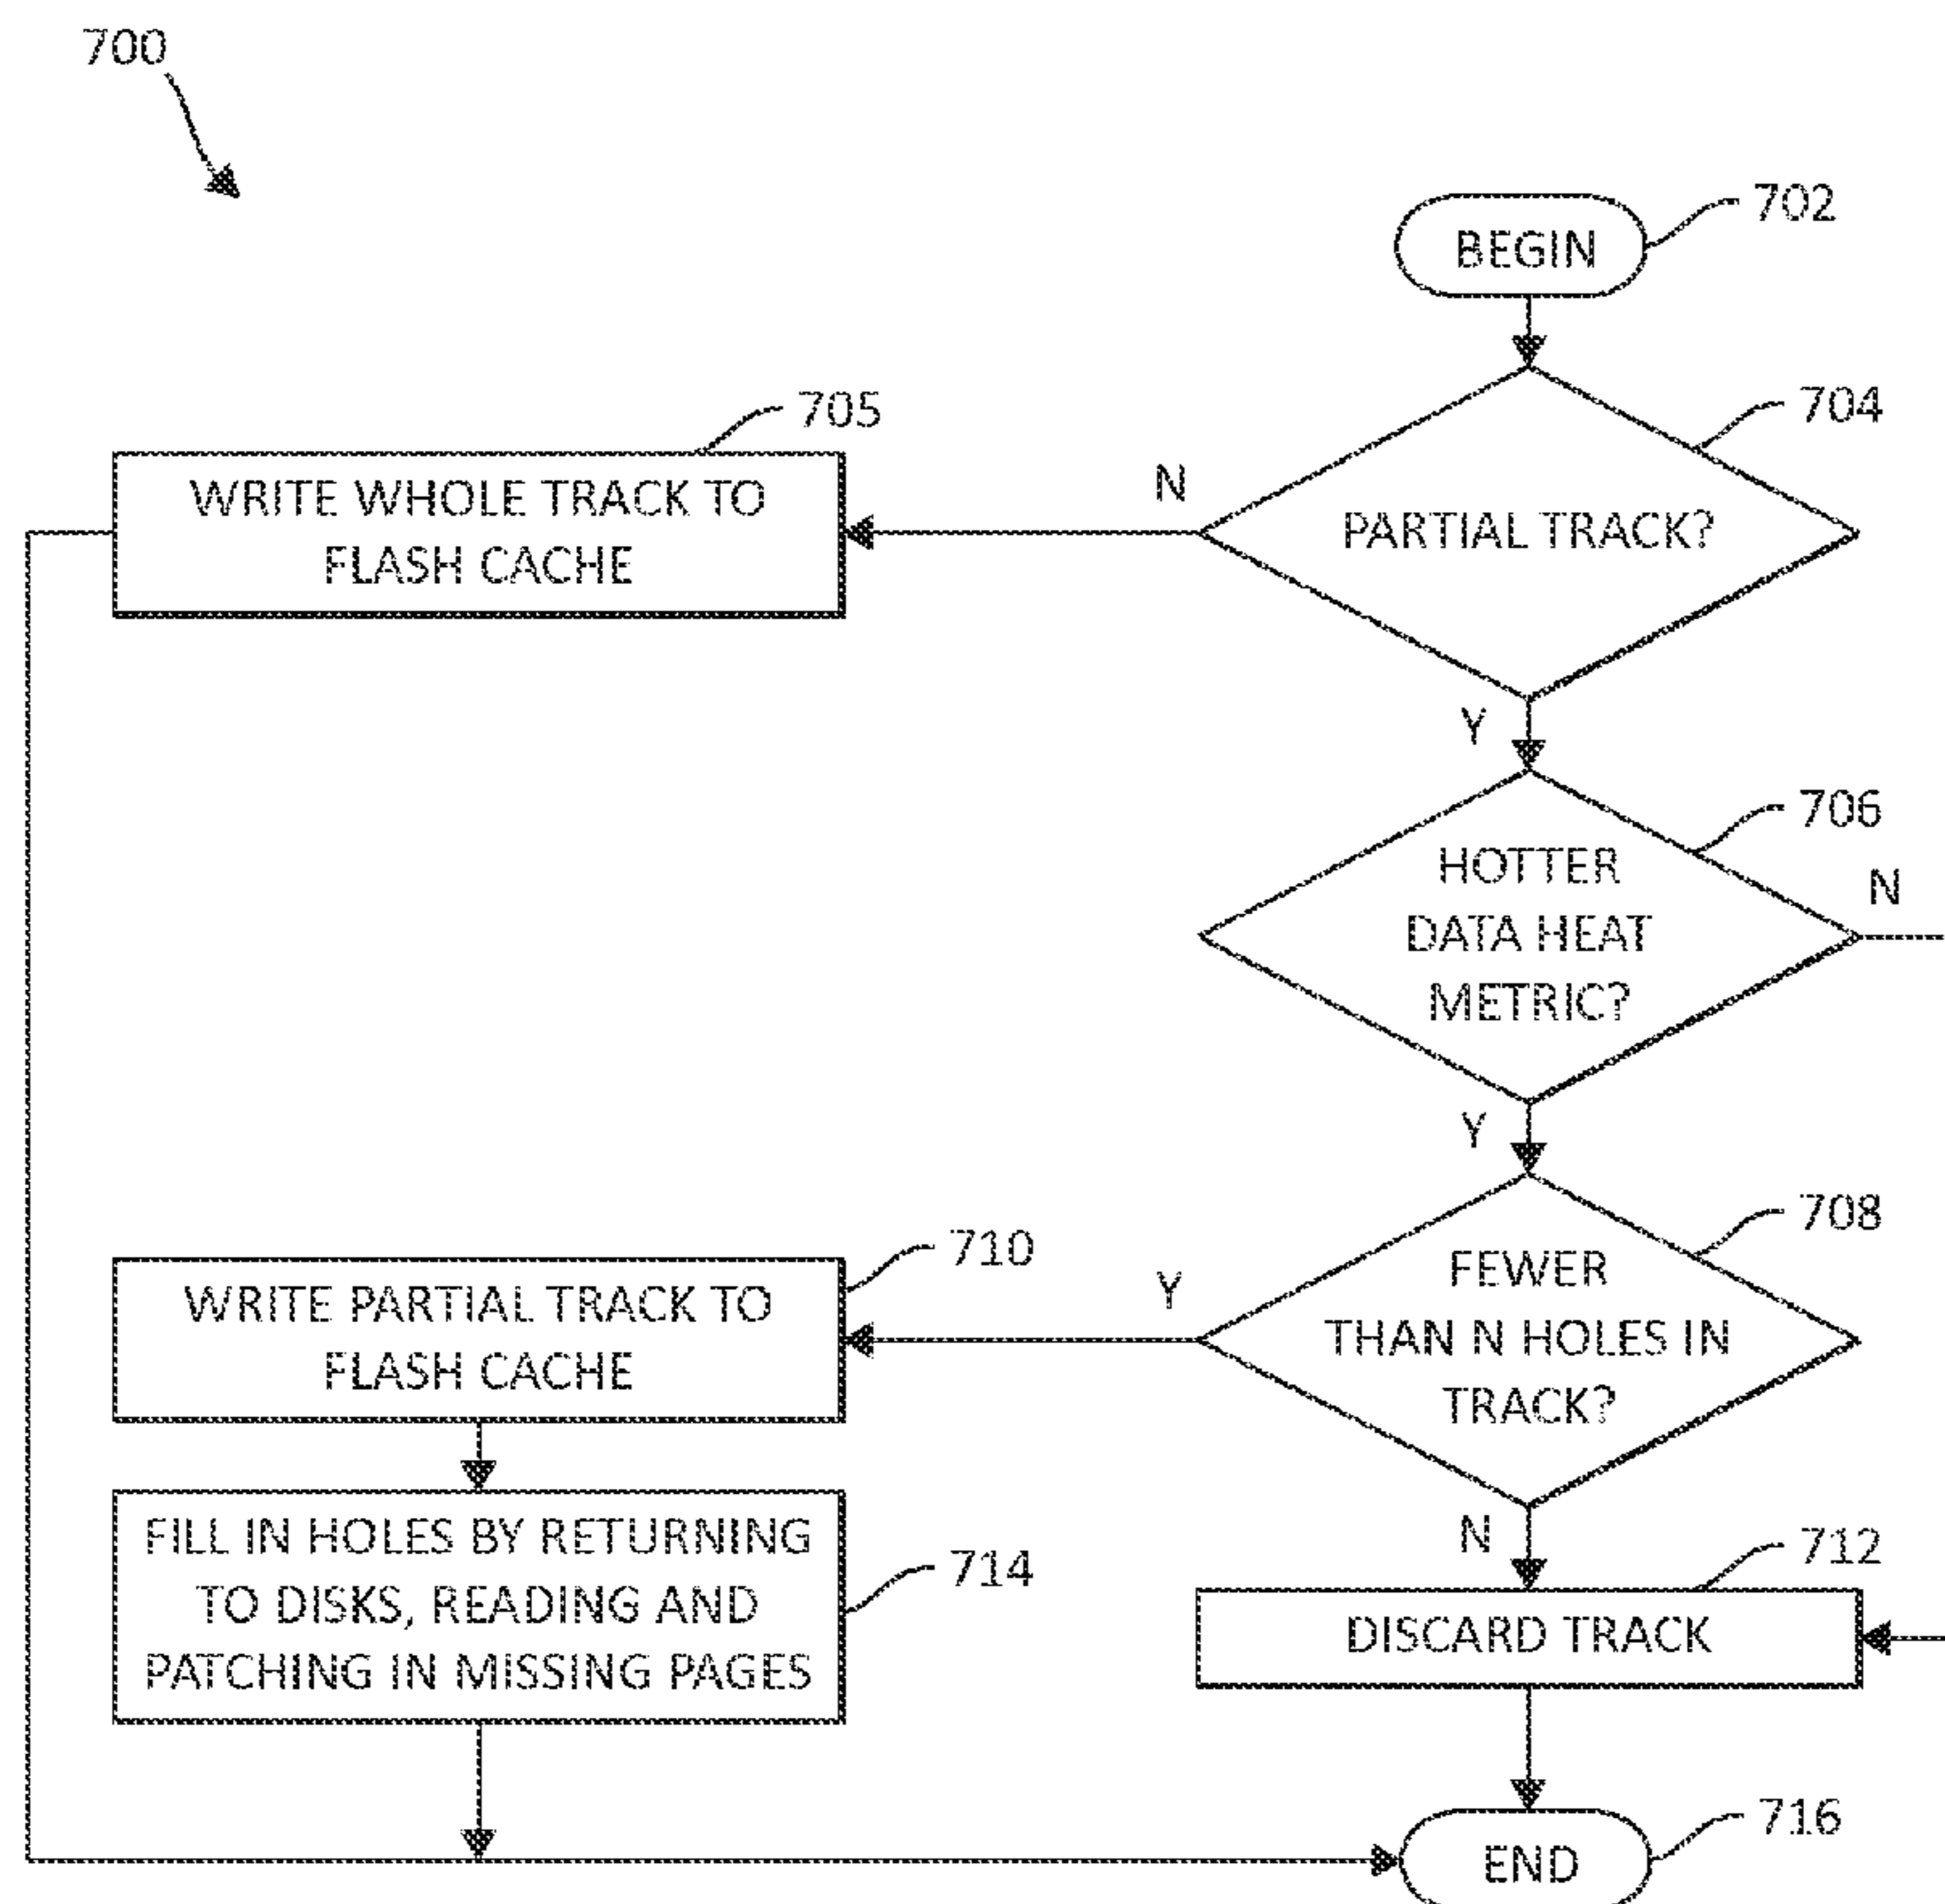 700
BEGIN
702
704
PARTIAL TRACK?
N
Y
705
WRITE WHOLE TRACK TO
FLASH CACHE
706
HOTTER
DATA HEAT
METRIC?
N
Y
708
FEWER
THAN N HOLES IN
TRACK?
Y
N
710
WRITE PARTIAL TRACK TO
FLASH CACHE
714
FILL IN HOLES BY RETURNING
TO DISKS, READING AND
PATCHING IN MISSING PAGES
712
DISCARD TRACK
716
END